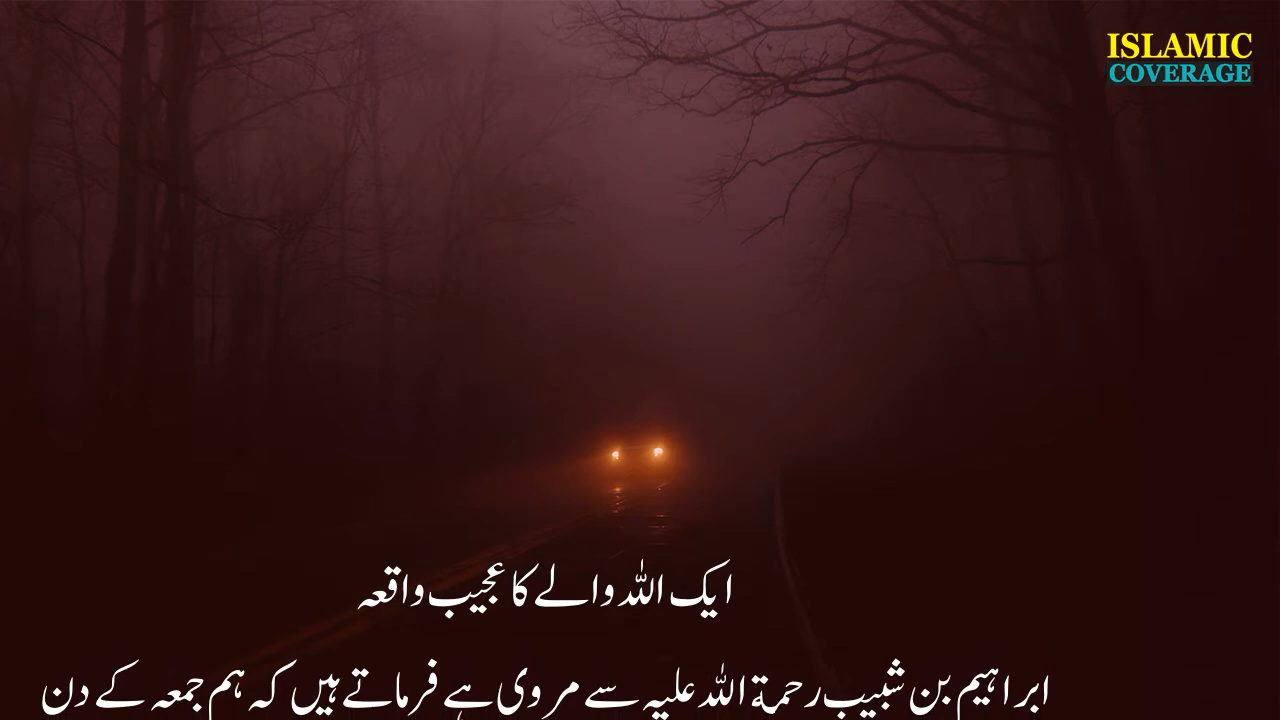 ISLAMIC
COVERAGE
ایک اللہ والے کا عجیب واقعہ
ابراہیم بن شبیب رحمۃ اللہ علیہ سے مروی ہے فرماتے ہیں کہ ہم جمعہ کے دن